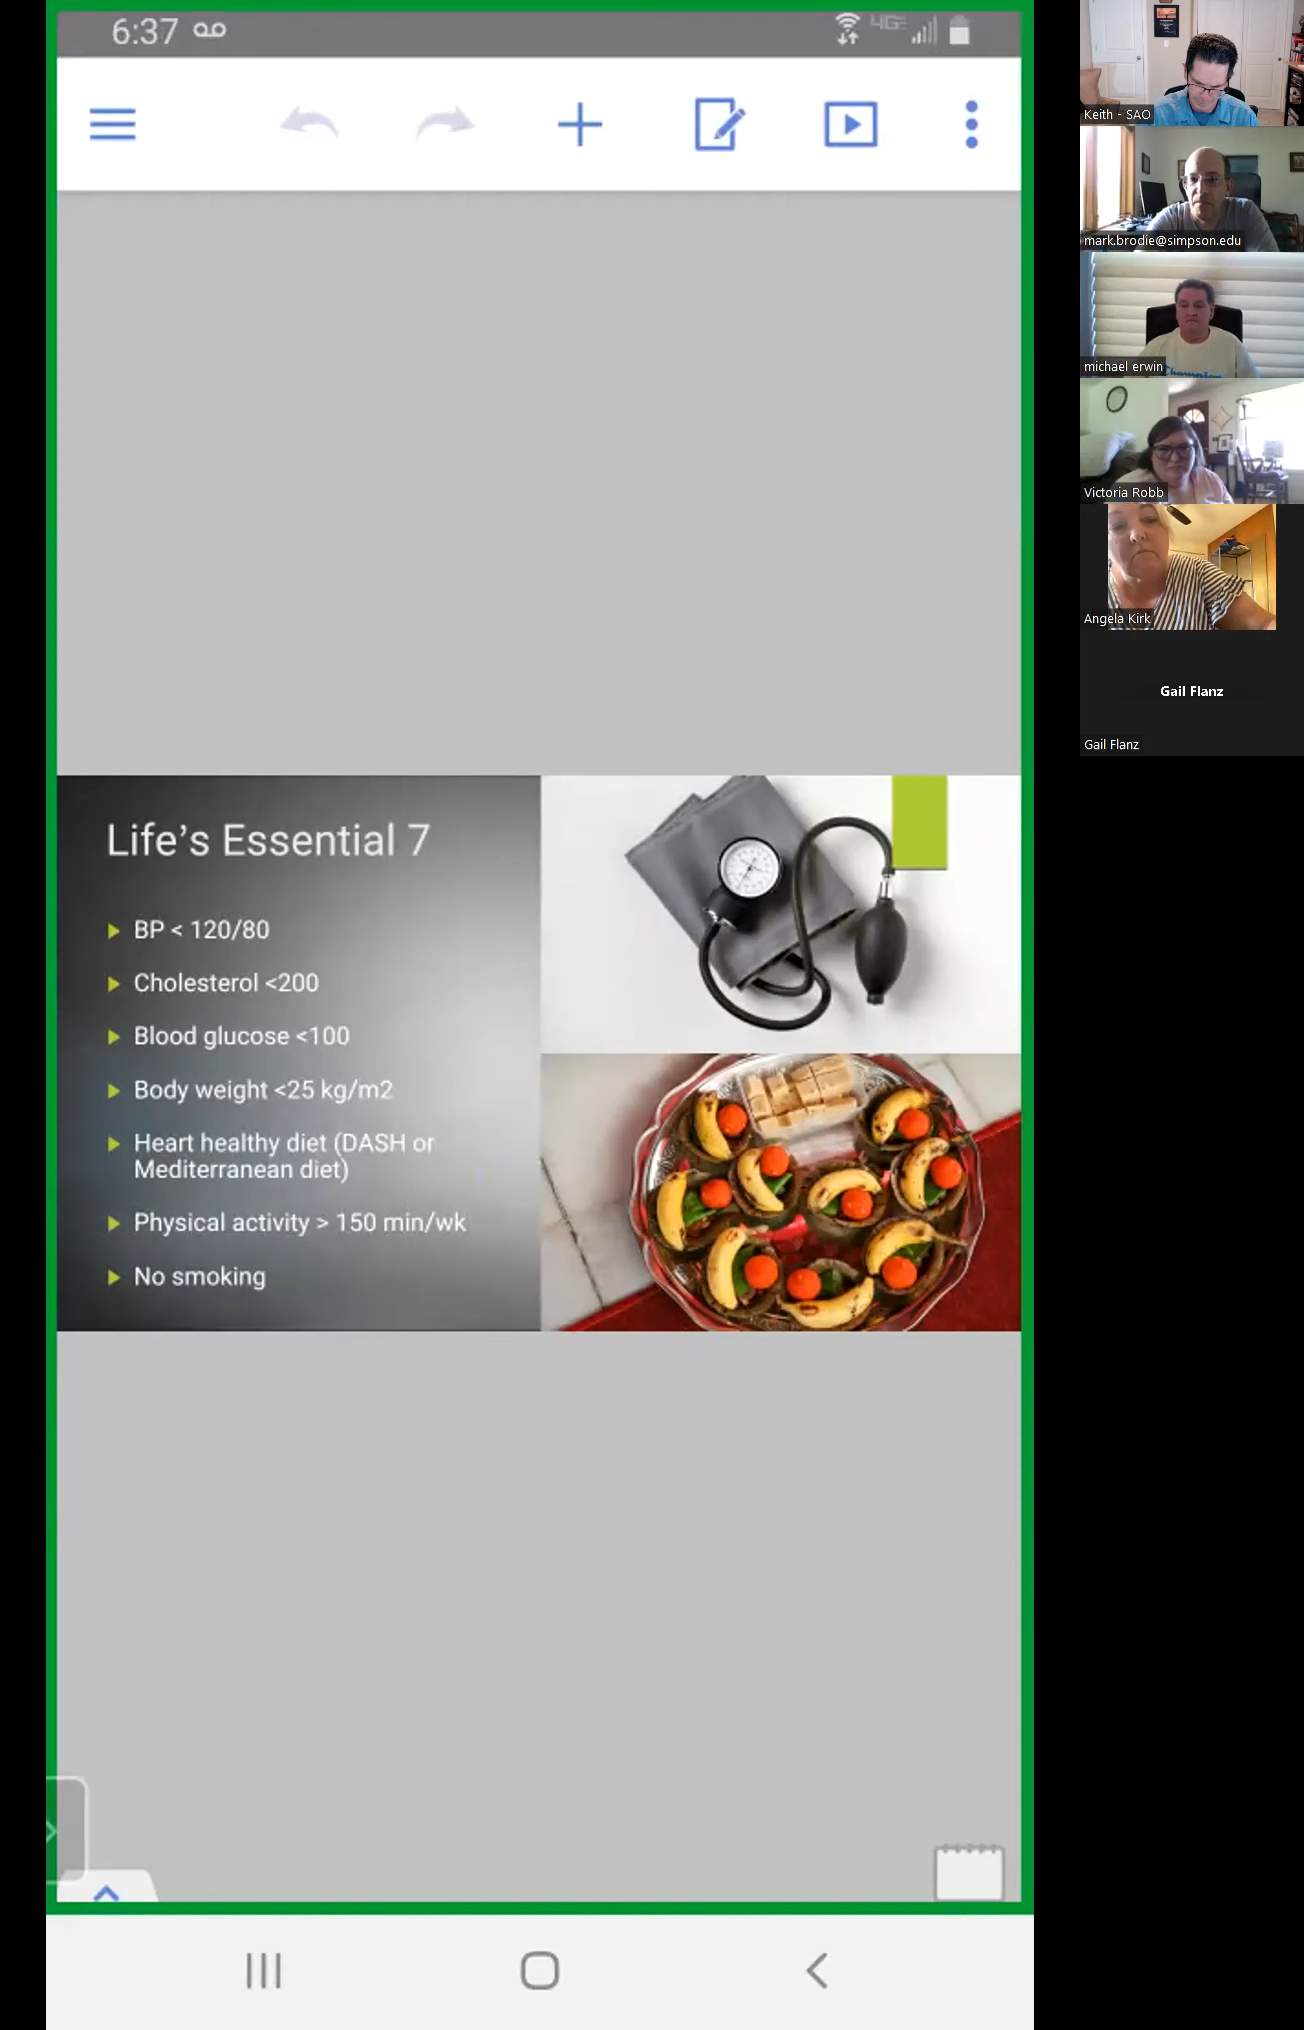 6:37
4GE
Life's Essential 7
BP < 120/80
Cholesterol <200
Blood glucose <100
Body weight <25 kg/m2
Heart healthy diet (DASH or
Mediterranean diet)
Physical activity > 150 min/wk
No smoking
Keith - SAO
mark.brodie@simpson.edu
michael erwin
Champion
Victoria Robb
Angela Kirk
Gail Flanz
Gail Flanz